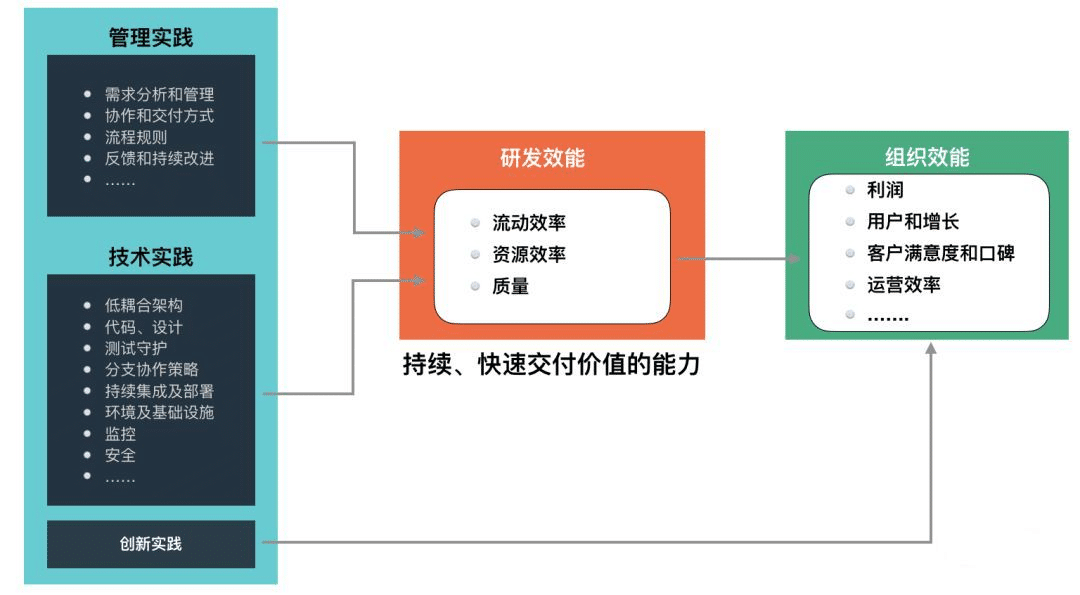 管理实践
需求分析和管理
协作和交付方式
流程规则
反馈和持续改进
……
技术实践
低耦合架构
代码、设计
测试守护
分支协作策略
持续集成及部署
环境及基础设施
监控
安全
……
创新实践
研发效能
流动效率
资源效率
质量
持续、快速交付价值的能力
组织效能
利润
用户和增长
客户满意度和口碑
运营效率
…….